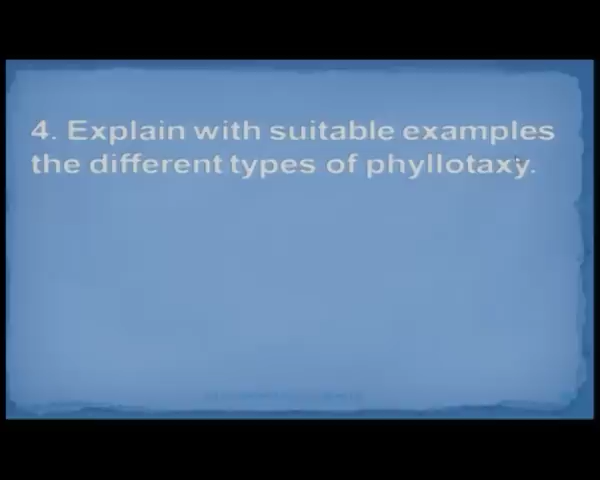 4. Explain with suitable examples
the different types of phyllotaxy.